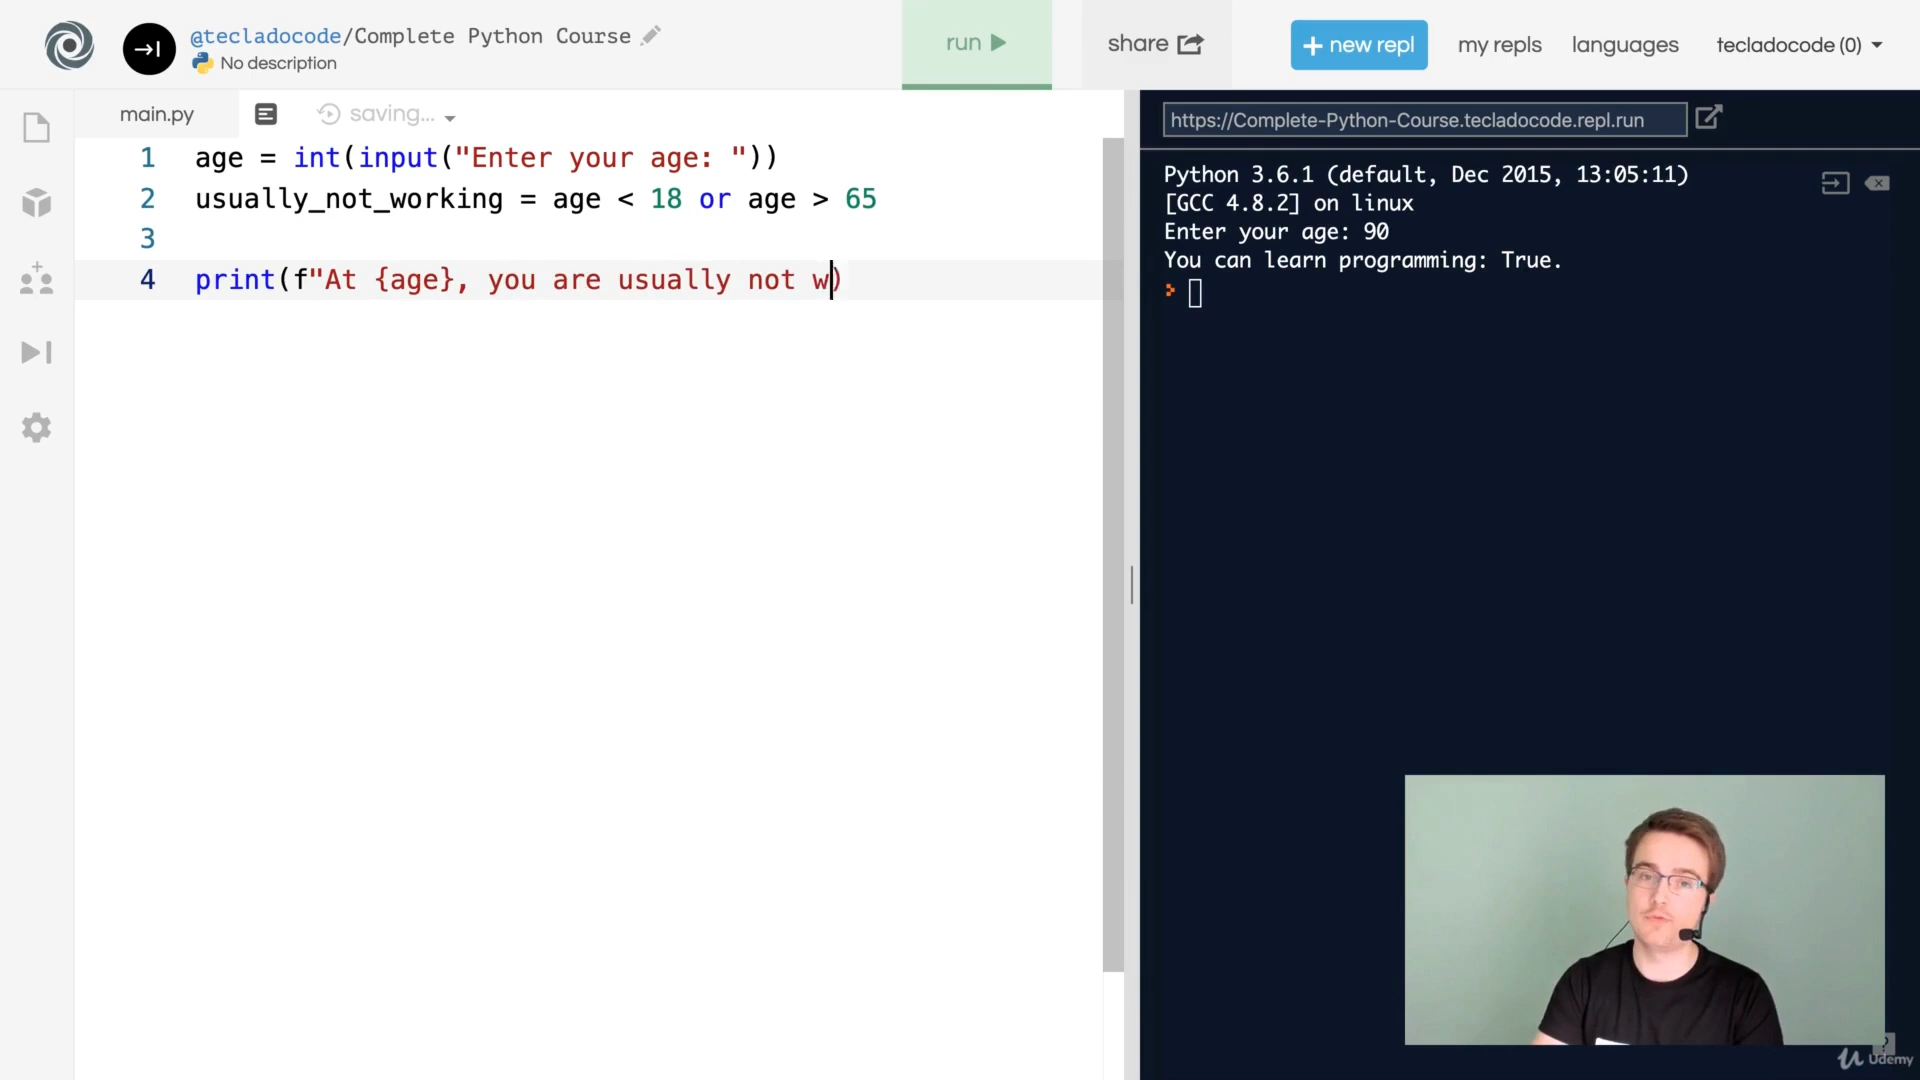 @tecladocode/Complete Python Course
No description
run
share
+ new repl
my repls
languages
tecladocode (0)
main.py
saving...
https://Complete-Python-Course.tecladocode.repl.run
1 age = int(input("Enter your age: "))
2 usually_not_working = age < 18 or age > 65
3
4 print(f"At {age}, you are usually not w)
Python 3.6.1 (default, Dec 2015, 13:05:11)
[GCC 4.8.2] on linux
Enter your age: 90
You can learn programming: True.
?
Udemy